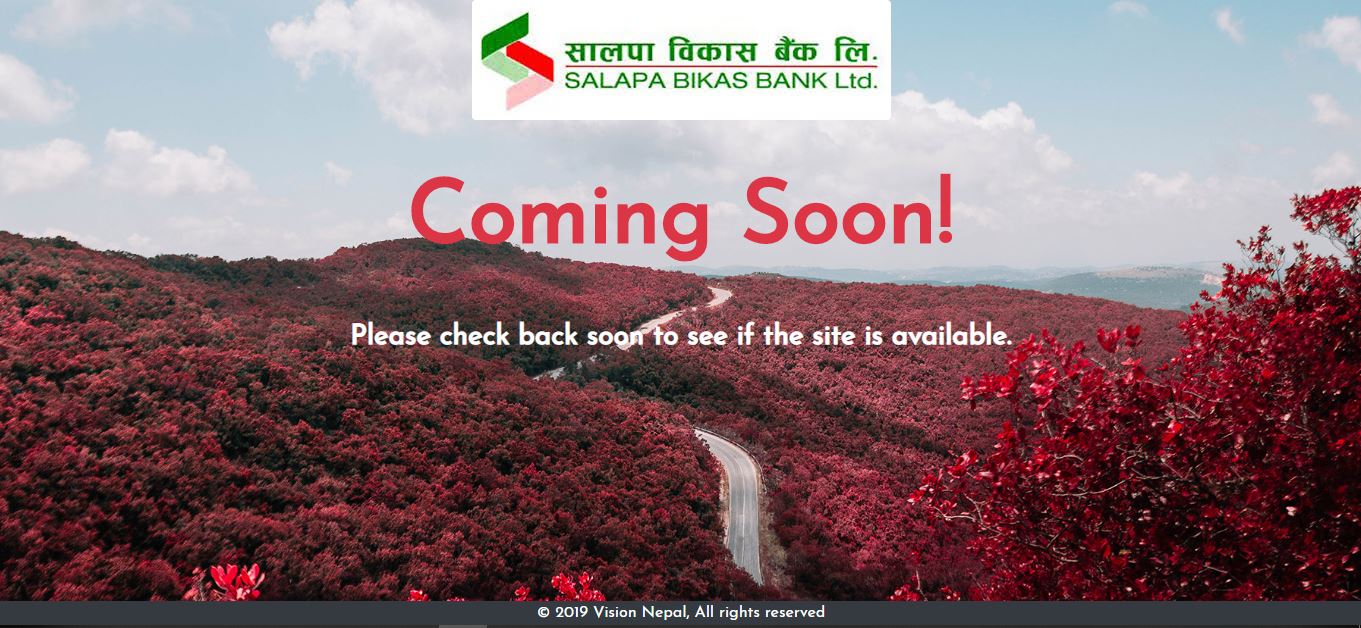 सालपा विकास बैंक लि.
SALAPA BIKAS BANK Ltd.
Coming Soon!
Please check back soon to see if the site is available.
© 2019 Vision Nepal, All rights reserved